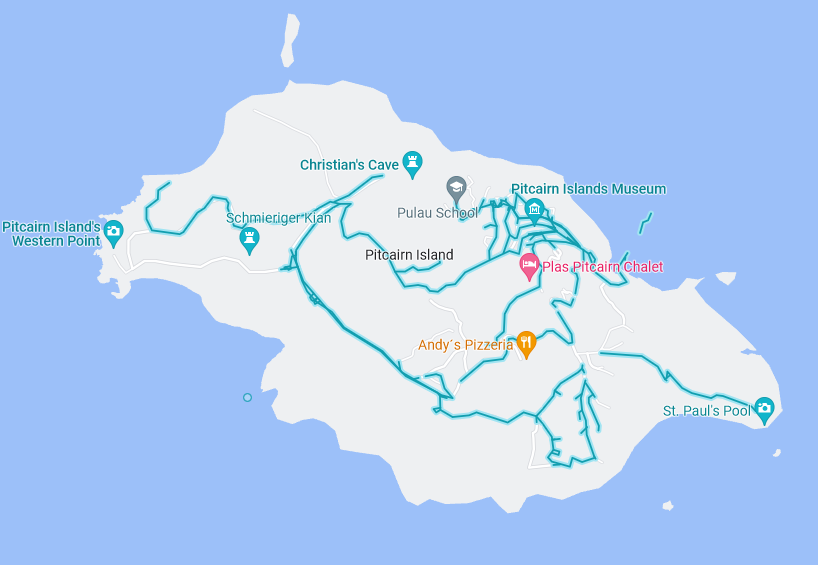 Christian's Cave
Pitcairn Islands Museum
Pulau School
Schmieriger Kian
Pitcairn Island's
Western Point
Pitcairn Island
Plas Pitcairn Chalet
Andy´s Pizzeria
St. Paul's Pool